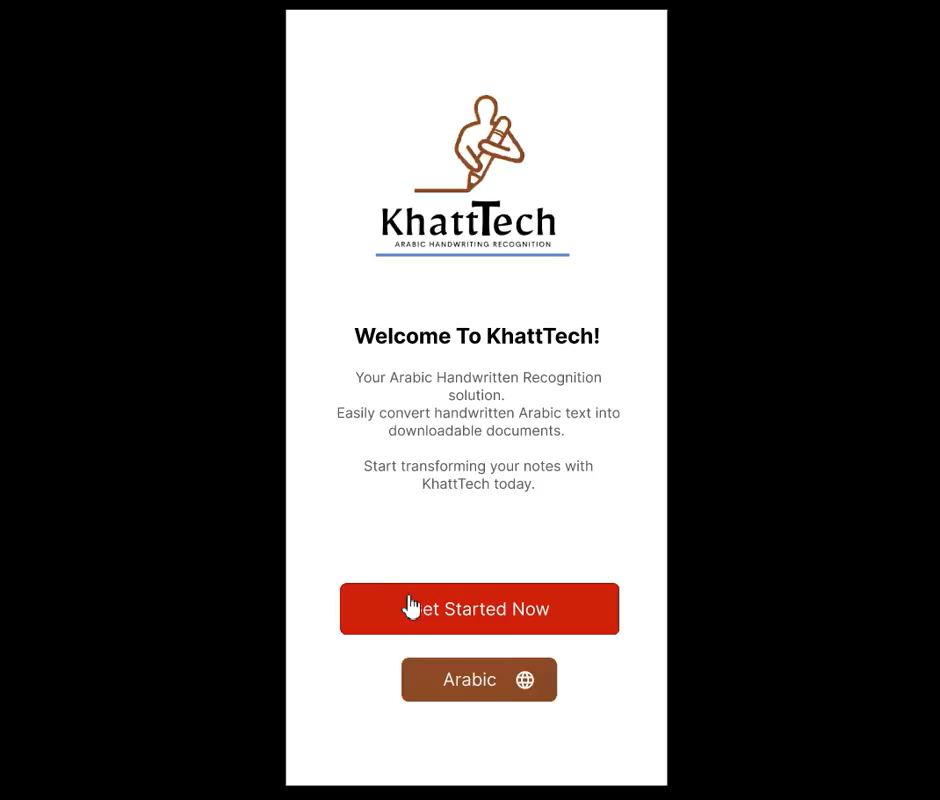 KhattTech
ARABIC HANDWRITING RECOGNITION
Welcome To KhattTech!
Your Arabic Handwritten Recognition
solution.
Easily convert handwritten Arabic text into
downloadable documents.
Start transforming your notes with
KhattTech today.
et Started Now
Arabic